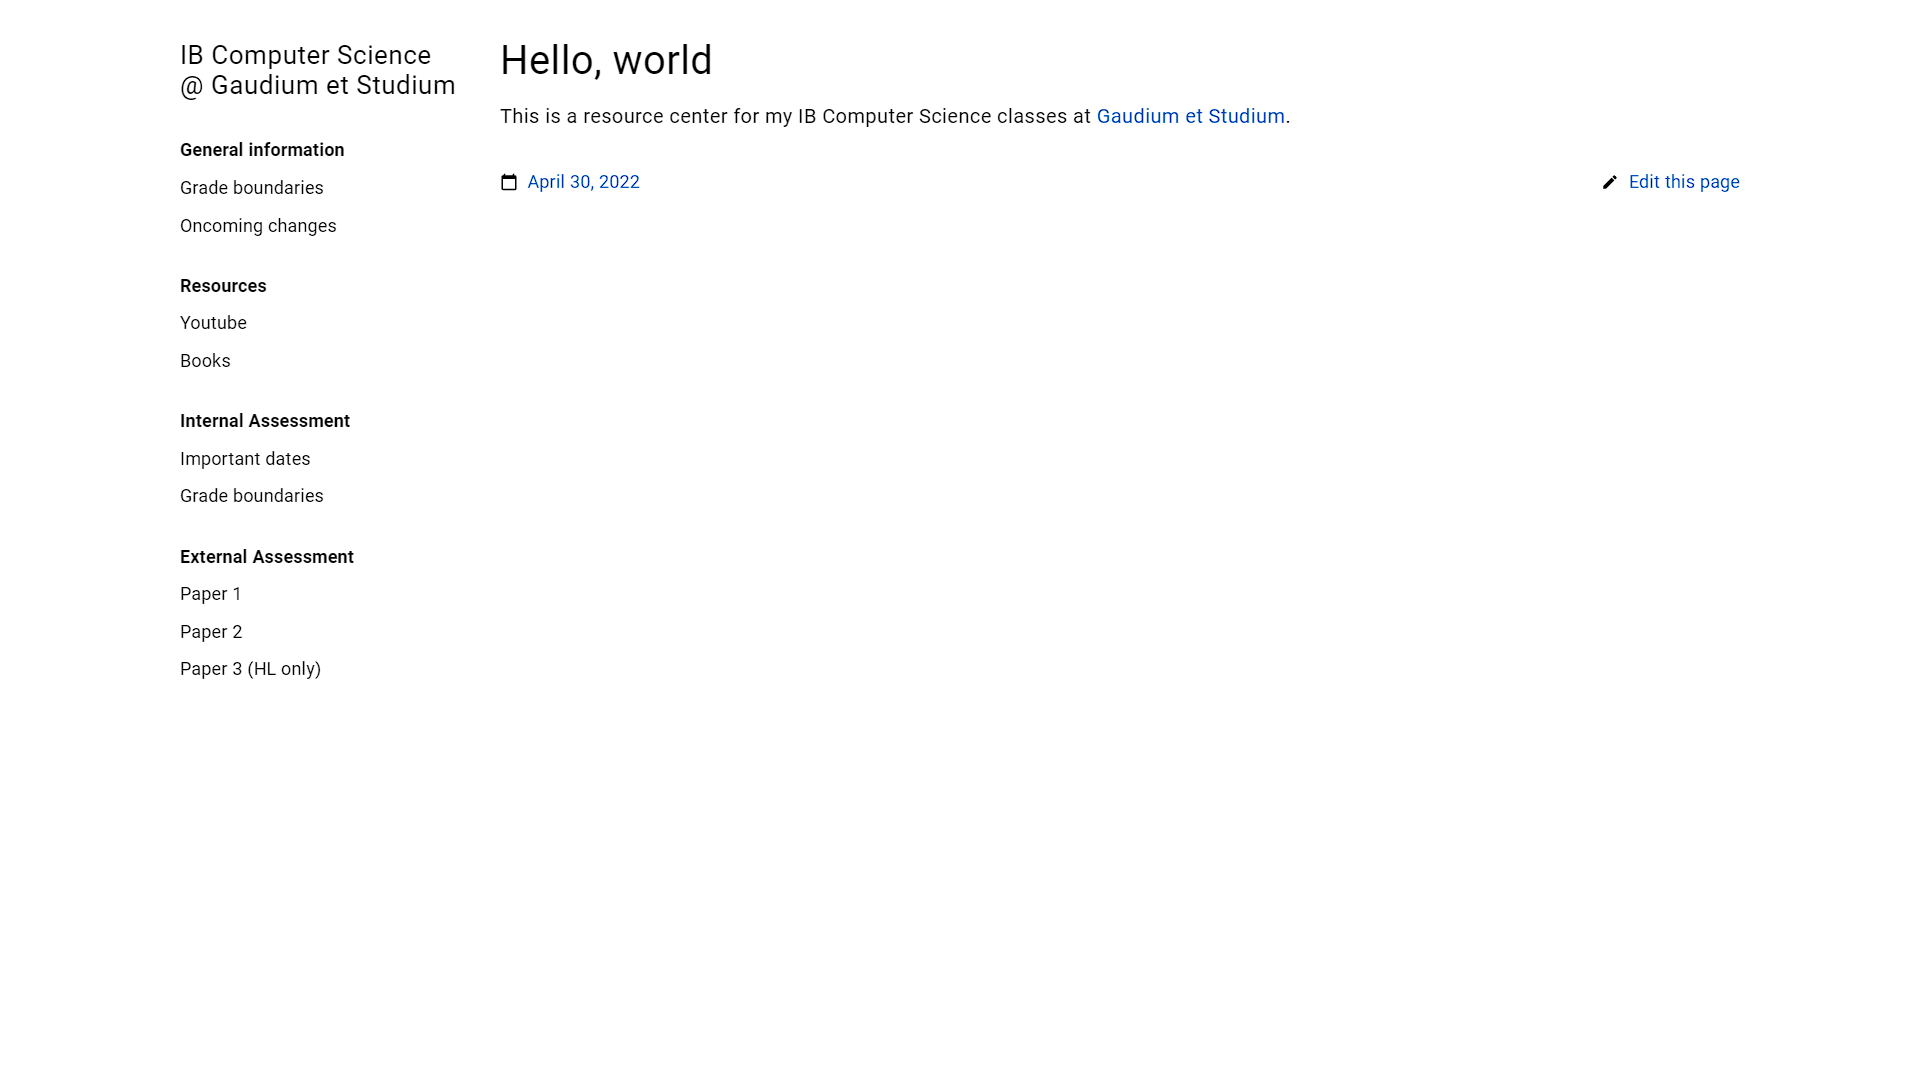 IB Computer Science
@ Gaudium et Studium
General information
Grade boundaries
Oncoming changes
Resources
Youtube
Books
Internal Assessment
Important dates
Grade boundaries
External Assessment
Paper 1
Paper 2
Paper 3 (HL only)
Hello, world
This is a resource center for my IB Computer Science classes at Gaudium et Studium.
April 30, 2022
Edit this page